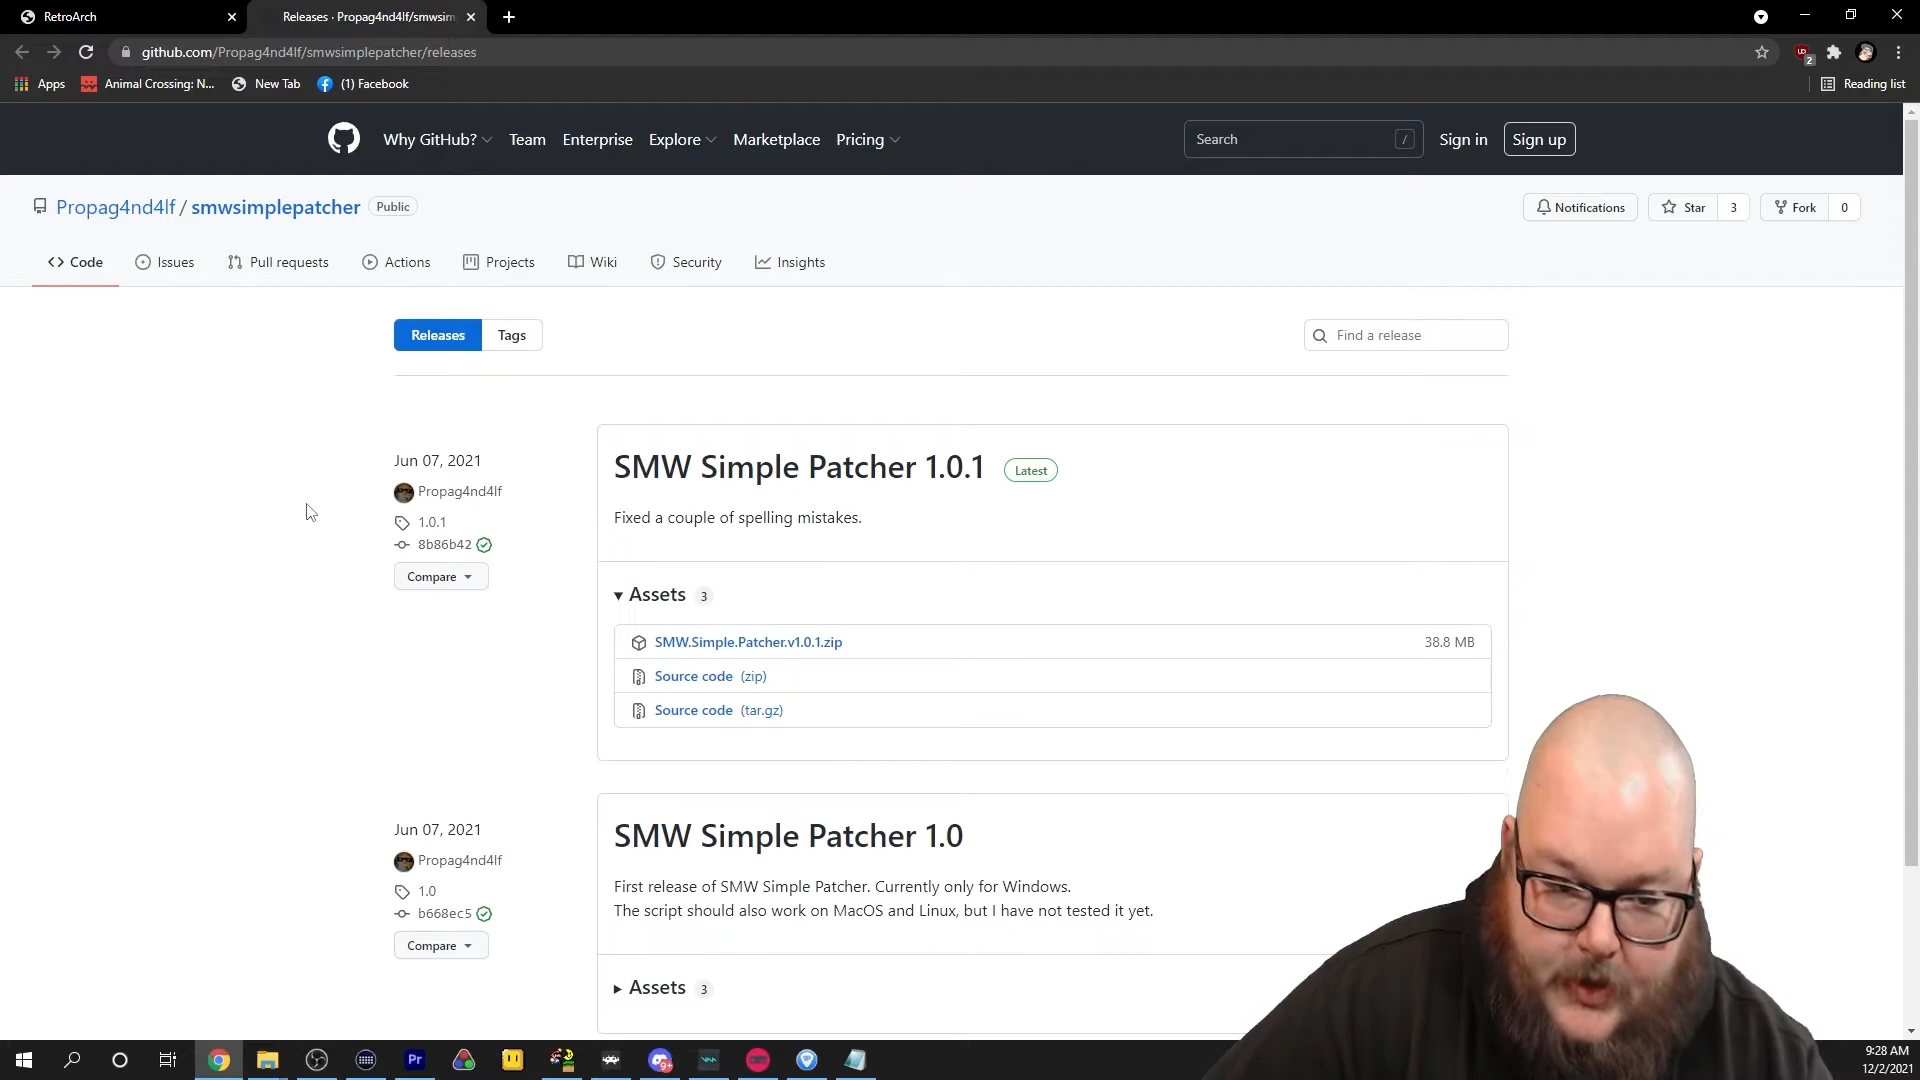 RetroArch
Releases · Propag4nd4lf/smwsim
github.com/Propag4nd4lf/smwsimplepatcher/releases
2
Apps
Animal Crossing: N...
New Tab
(1) Facebook
Reading list
Why GitHub?
Team
Enterprise
Explore
Marketplace
Pricing
Search
/
Sign in
Sign up
Propag4nd4lf / smwsimplepatcher
Public
Notifications
Star
3
Fork
0
Code
Issues
Pull requests
Actions
Projects
Wiki
Security
Insights
Releases
Tags
Find a release
Jun 07, 2021
Propag4nd4lf
1.0.1
8b86b42
Compare
SMW Simple Patcher 1.0.1
Latest
Fixed a couple of spelling mistakes.
Assets 3
SMW.Simple.Patcher.v1.0.1.zip
38.8 MB
Source code (zip)
Source code (tar.gz)
Jun 07, 2021
Propag4nd4lf
1.0
b668ec5
Compare
SMW Simple Patcher 1.0
First release of SMW Simple Patcher. Currently only for Windows.
The script should also work on MacOS and Linux, but I have not tested it yet.
Assets 3
Pr
9+
9:28 AM
12/2/2021